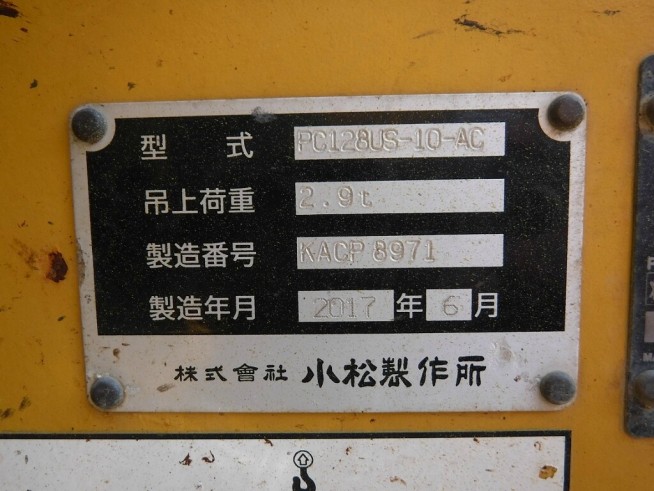 型式 PC128US-10-AC
吊上荷重 2.9t
製造番号 KACP 8971
製造年月 2017 年 6 月
株式會社 小松製作所